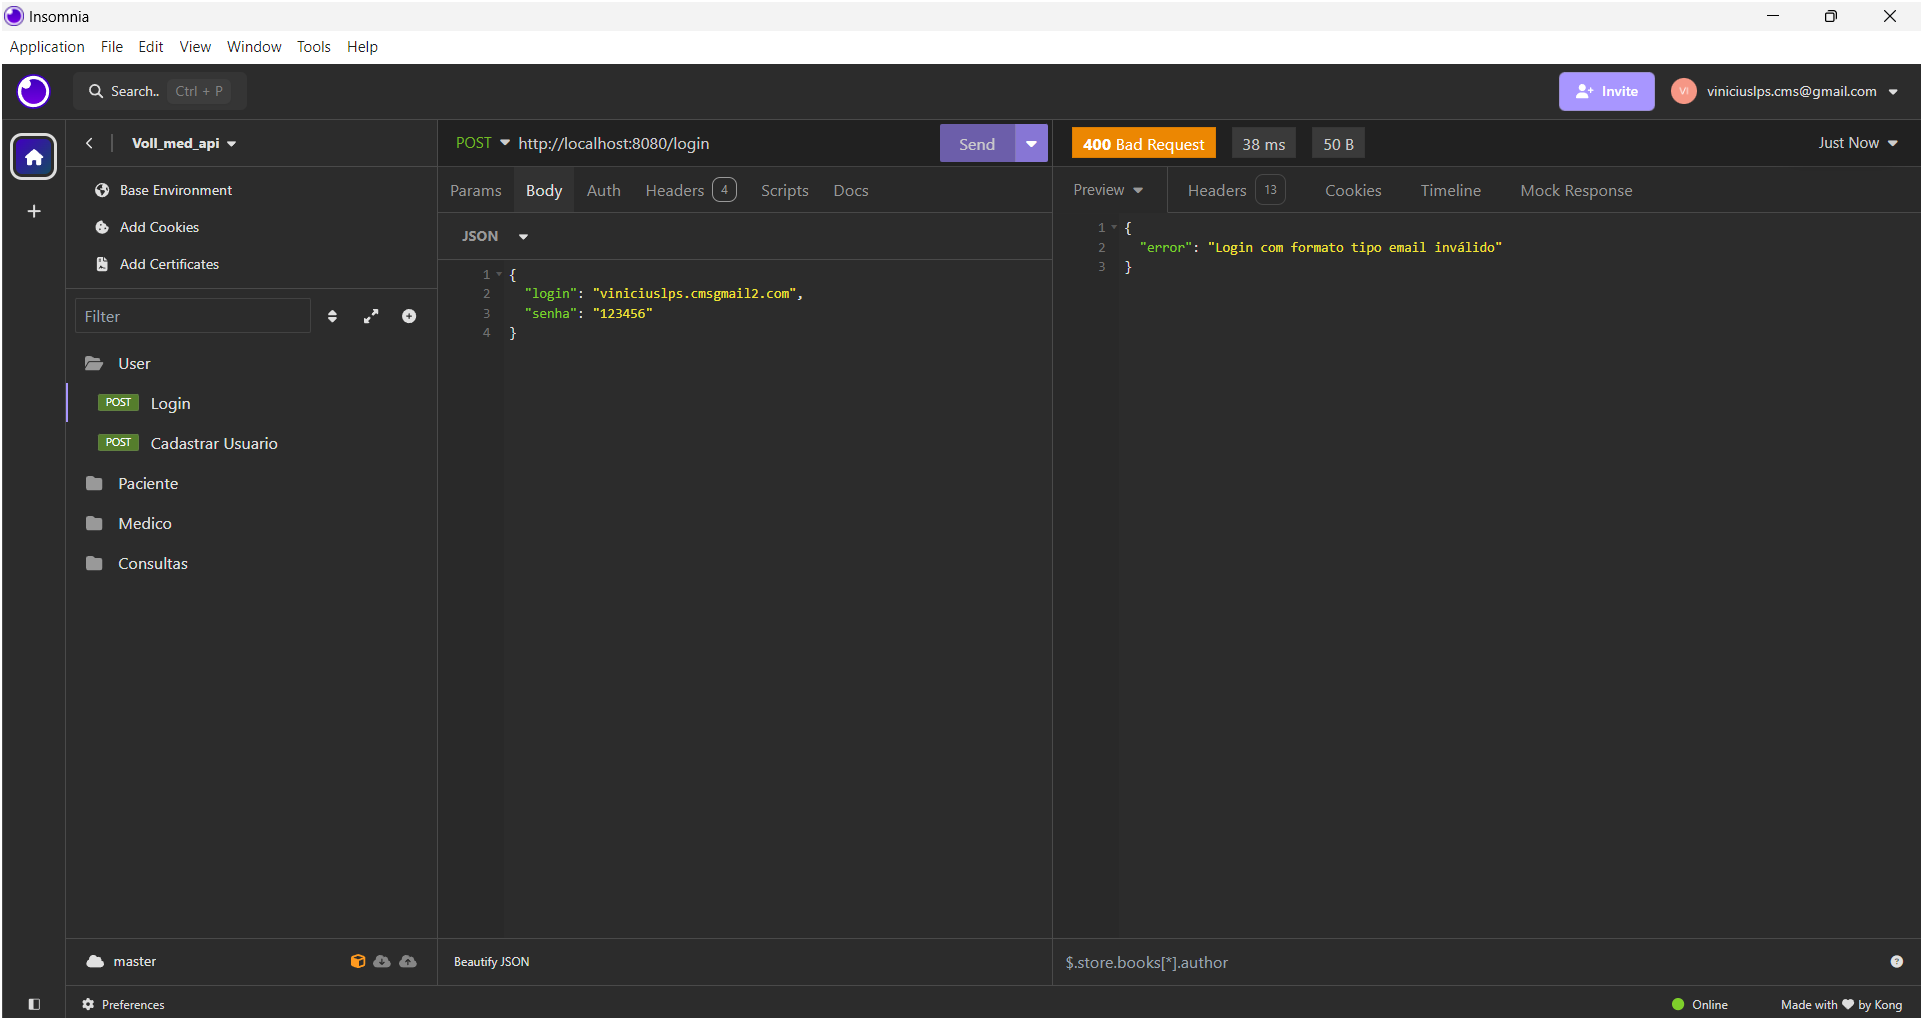 Insomnia
Application File Edit View Window Tools Help
Search.. Ctrl + P
Invite
VI viniciuslps.cms@gmail.com
Voll_med_api
POST http://localhost:8080/login
Send
400 Bad Request 38 ms 50 B
Just Now
Base Environment
Add Cookies
Add Certificates
Filter
User
POST Login
POST Cadastrar Usuario
Paciente
Medico
Consultas
master
Params Body Auth Headers 4 Scripts Docs
JSON
1 {
2 "login": "viniciuslps.cmsgmail2.com",
3 "senha": "123456"
4 }
Beautify JSON
Preview Headers 13 Cookies Timeline Mock Response
1 {
2 "error": "Login com formato tipo email inválido"
3 }
$.store.books[*].author
Preferences
Online
Made with ❤ by Kong